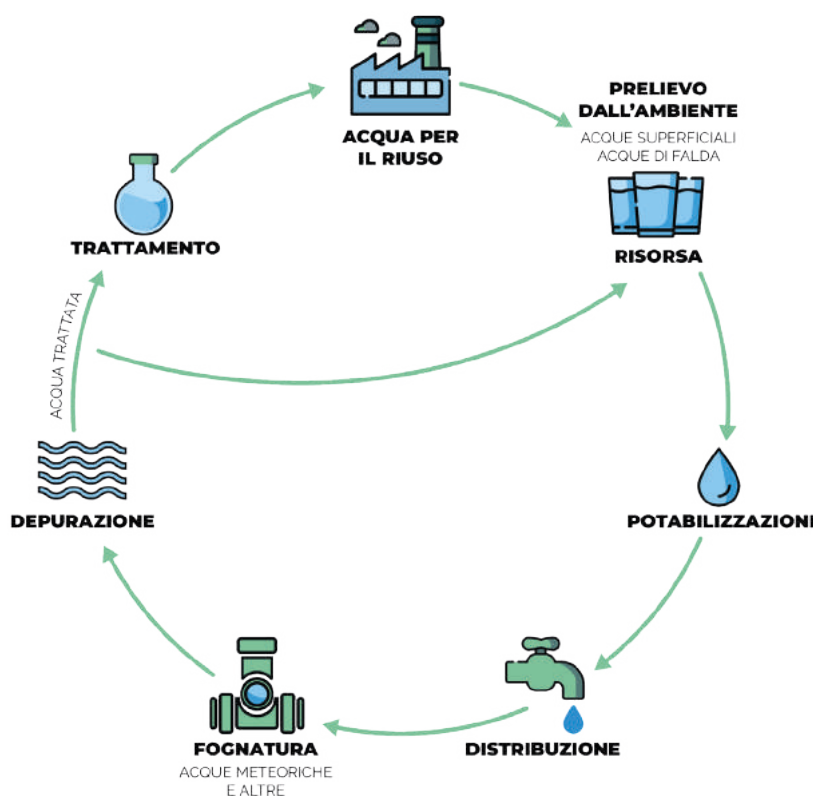 ACQUA PER
IL RIUSO
PRELIEVO
DALL'AMBIENTE
ACQUE SUPERFICIALI
ACQUE DI FALDA
RISORSA
POTABILIZZAZIONE
DISTRIBUZIONE
FOGNATURA
ACQUE METEORICHE
E ALTRE
DEPURAZIONE
ACQUA TRATTATA
TRATTAMENTO